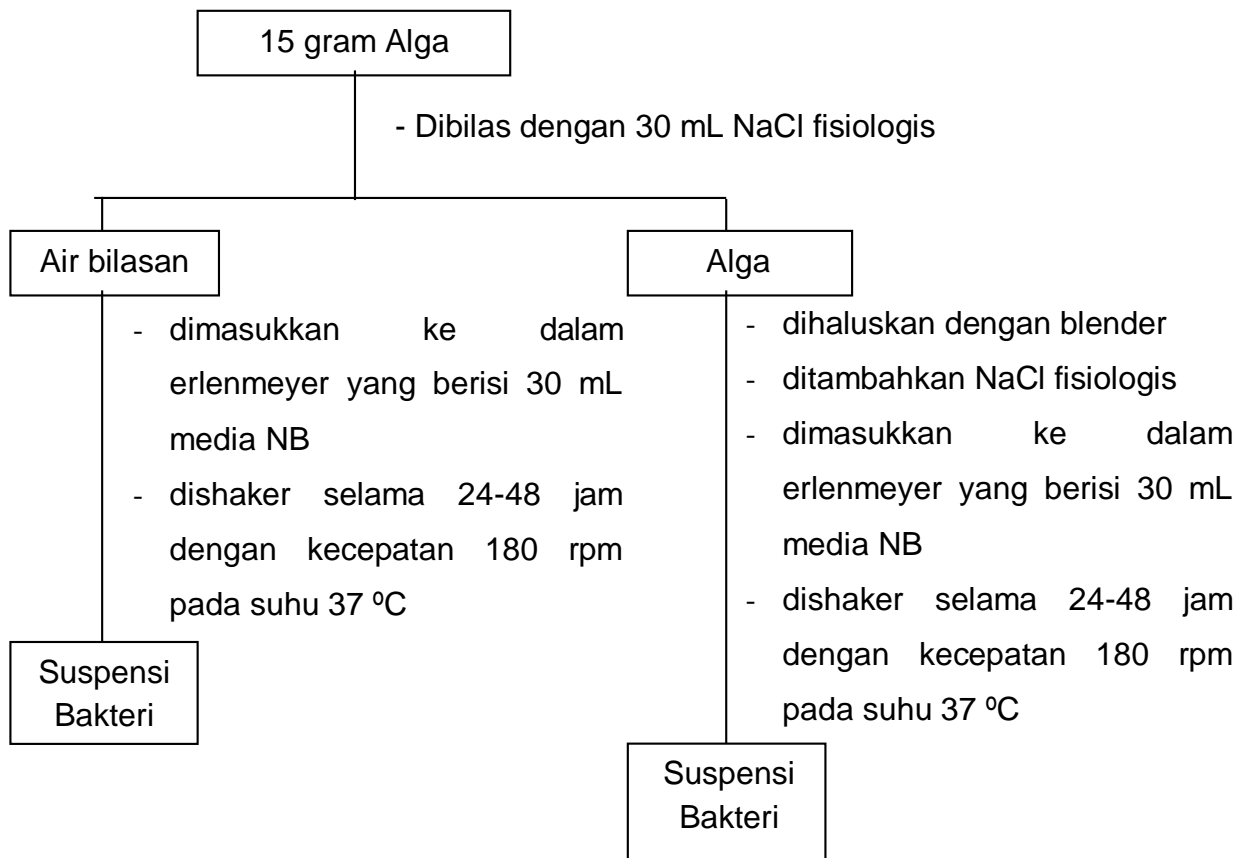 15 gram Alga
- Dibilas dengan 30 mL NaCl fisiologis
Air bilasan
- dimasukkan ke dalam
erlenmeyer yang berisi 30 mL
media NB
- dishaker selama 24-48 jam
dengan kecepatan 180 rpm
pada suhu 37 ⁰C
Suspensi
Bakteri
Alga
- dihaluskan dengan blender
- ditambahkan NaCl fisiologis
- dimasukkan ke dalam
erlenmeyer yang berisi 30 mL
media NB
- dishaker selama 24-48 jam
dengan kecepatan 180 rpm
pada suhu 37 ⁰C
Suspensi
Bakteri